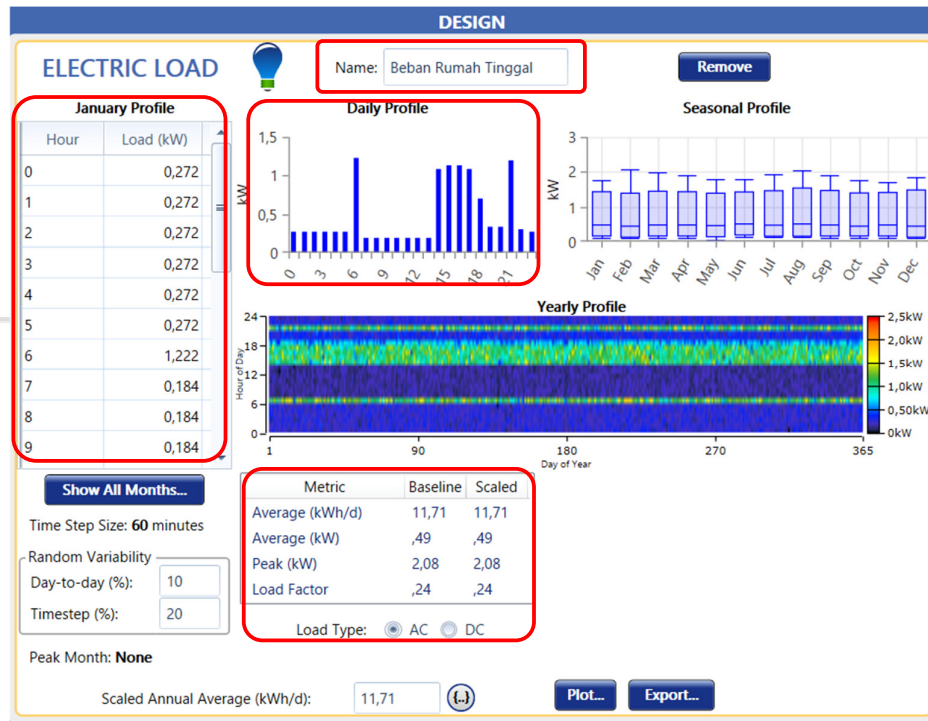 DESIGN
ELECTRIC LOAD
Name: Beban Rumah Tinggal
Remove
January Profile
Hour Load (kW)
0 0,272
1 0,272
2 0,272
3 0,272
4 0,272
5 0,272
6 1,222
7 0,184
8 0,184
9 0,184
Daily Profile
kW
1,5
1
0,5
0
0 3 6 9 12 15 18 21
Seasonal Profile
kW
3
2
1
0
Jan Feb Mar Apr May Jun Jul Aug Sep Oct Nov Dec
Yearly Profile
Hour of Day
24
18
12
6
0
1 90 180 270 365
Day of Year
2,5kW
2,0kW
1,5kW
1,0kW
0,50kW
0kW
Show All Months...
Time Step Size: 60 minutes
Random Variability
Day-to-day (%): 10
Timestep (%): 20
Peak Month: None
Metric Baseline Scaled
Average (kWh/d) 11,71 11,71
Average (kW) ,49 ,49
Peak (kW) 2,08 2,08
Load Factor ,24 ,24
Load Type: AC DC
Scaled Annual Average (kWh/d): 11,71 {..}
Plot... Export...